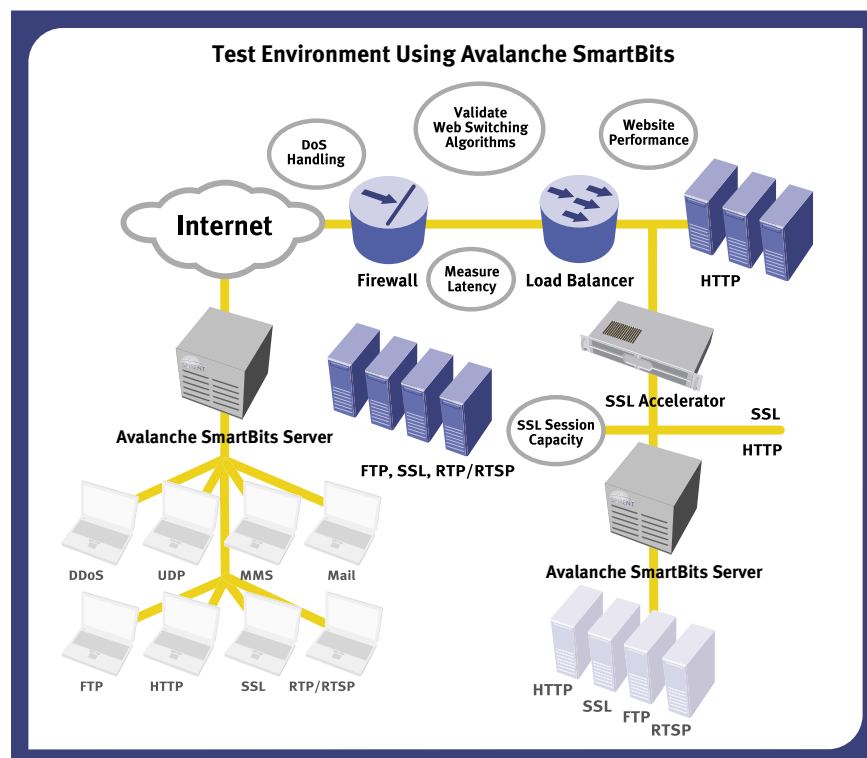 Test Environment Using Avalanche SmartBits
DoS
Handling
Validate
Web Switching
Algorithms
Website
Performance
Internet
Firewall
Measure
Latency
Load Balancer
HTTP
SSL Accelerator
Avalanche SmartBits Server
FTP, SSL, RTP/RTSP
SSL Session
Capacity
SSL
HTTP
DDoS
UDP
MMS
Mail
Avalanche SmartBits Server
FTP
HTTP
SSL
RTP/RTSP
HTTP
SSL
FTP
RTSP